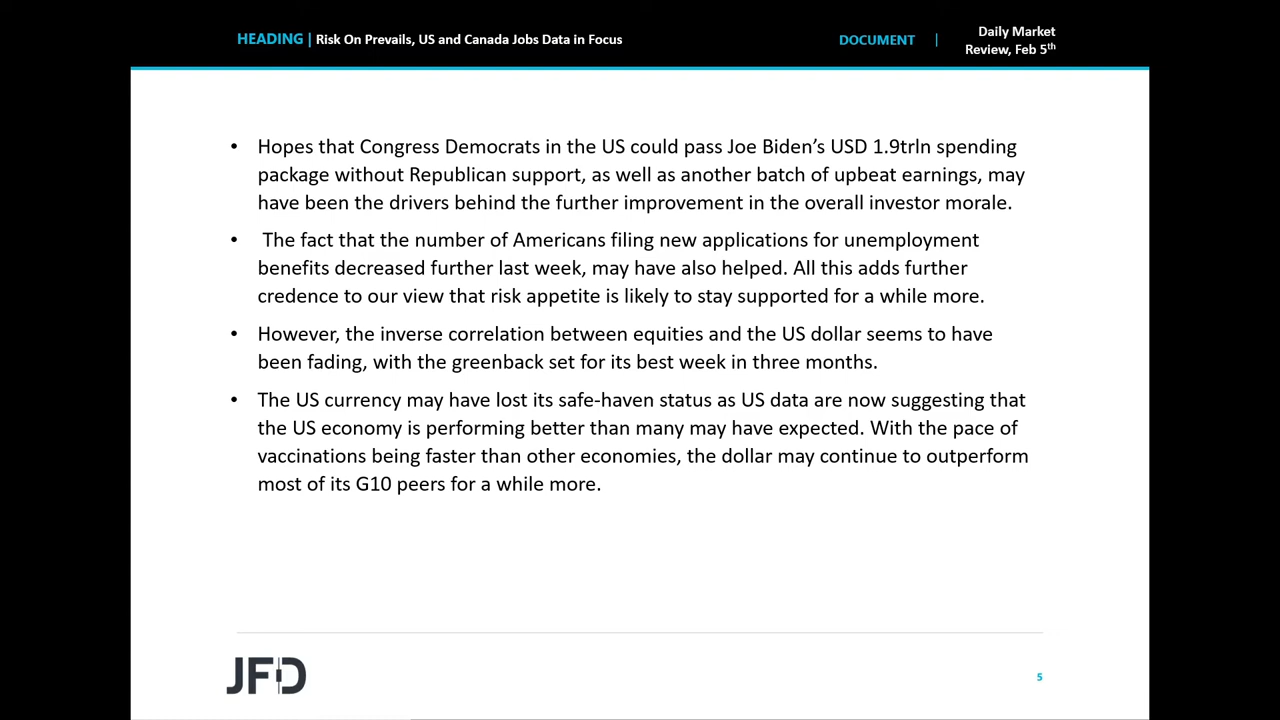 HEADING | Risk On Prevails, US and Canada Jobs Data in Focus
DOCUMENT |
Daily Market
Review, Feb 5th
• Hopes that Congress Democrats in the US could pass Joe Biden’s USD 1.9trln spending
package without Republican support, as well as another batch of upbeat earnings, may
have been the drivers behind the further improvement in the overall investor morale.
• The fact that the number of Americans filing new applications for unemployment
benefits decreased further last week, may have also helped. All this adds further
credence to our view that risk appetite is likely to stay supported for a while more.
• However, the inverse correlation between equities and the US dollar seems to have
been fading, with the greenback set for its best week in three months.
• The US currency may have lost its safe-haven status as US data are now suggesting that
the US economy is performing better than many may have expected. With the pace of
vaccinations being faster than other economies, the dollar may continue to outperform
most of its G10 peers for a while more.
JFD
5